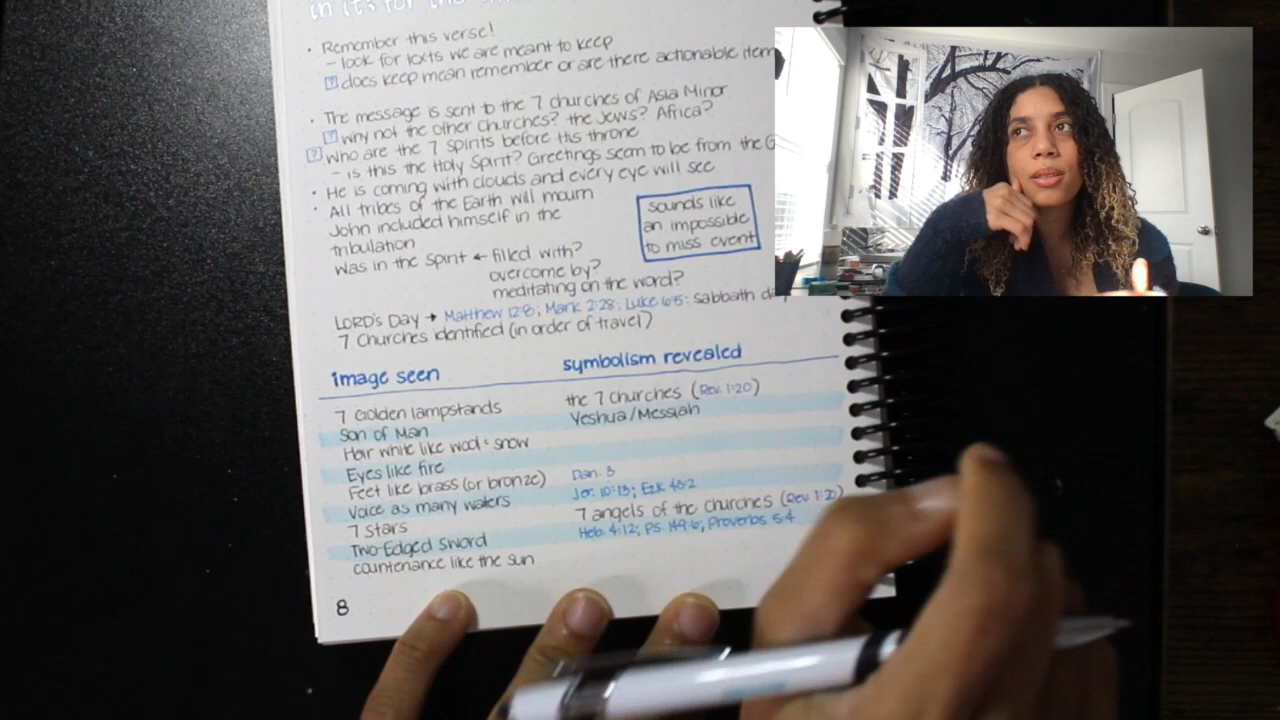 in it: for the
• Remember this verse!
- look for texts we are meant to keep
? does keep mean remember or are there actionable item
• The message is sent to the 7 churches of Asia Minor
? why not the other churches? the Jews? Africa?
? who are the 7 spirits before His throne
- is this the Holy Spirit? Greetings seem to be from the G
• He is coming with clouds and every eye will see
• All tribes of the Earth will mourn
John included himself in the
tribulation
was in the spirit ← filled with?
overcome by?
meditating on the word?
sounds like
an impossible
to miss event
LORD's Day → Matthew 12:8; Mark 2:28; Luke 6:5: sabbath d
7 Churches identified (in order of travel)
image seen symbolism revealed
7 Golden lampstands the 7 churches (Rev. 1:20)
Son of Man Yeshua/Messiah
Hair white like wool & snow
Eyes like fire
Feet like brass (or bronze) Dan. 3
Voice as many waters Jer. 10:13; Ezk. 43:2
7 stars 7 angels of the churches (Rev. 1:20)
Two-Edged Sword Heb. 4:12; PS. 149:6; Proverbs 5:4
countenance like the sun
8